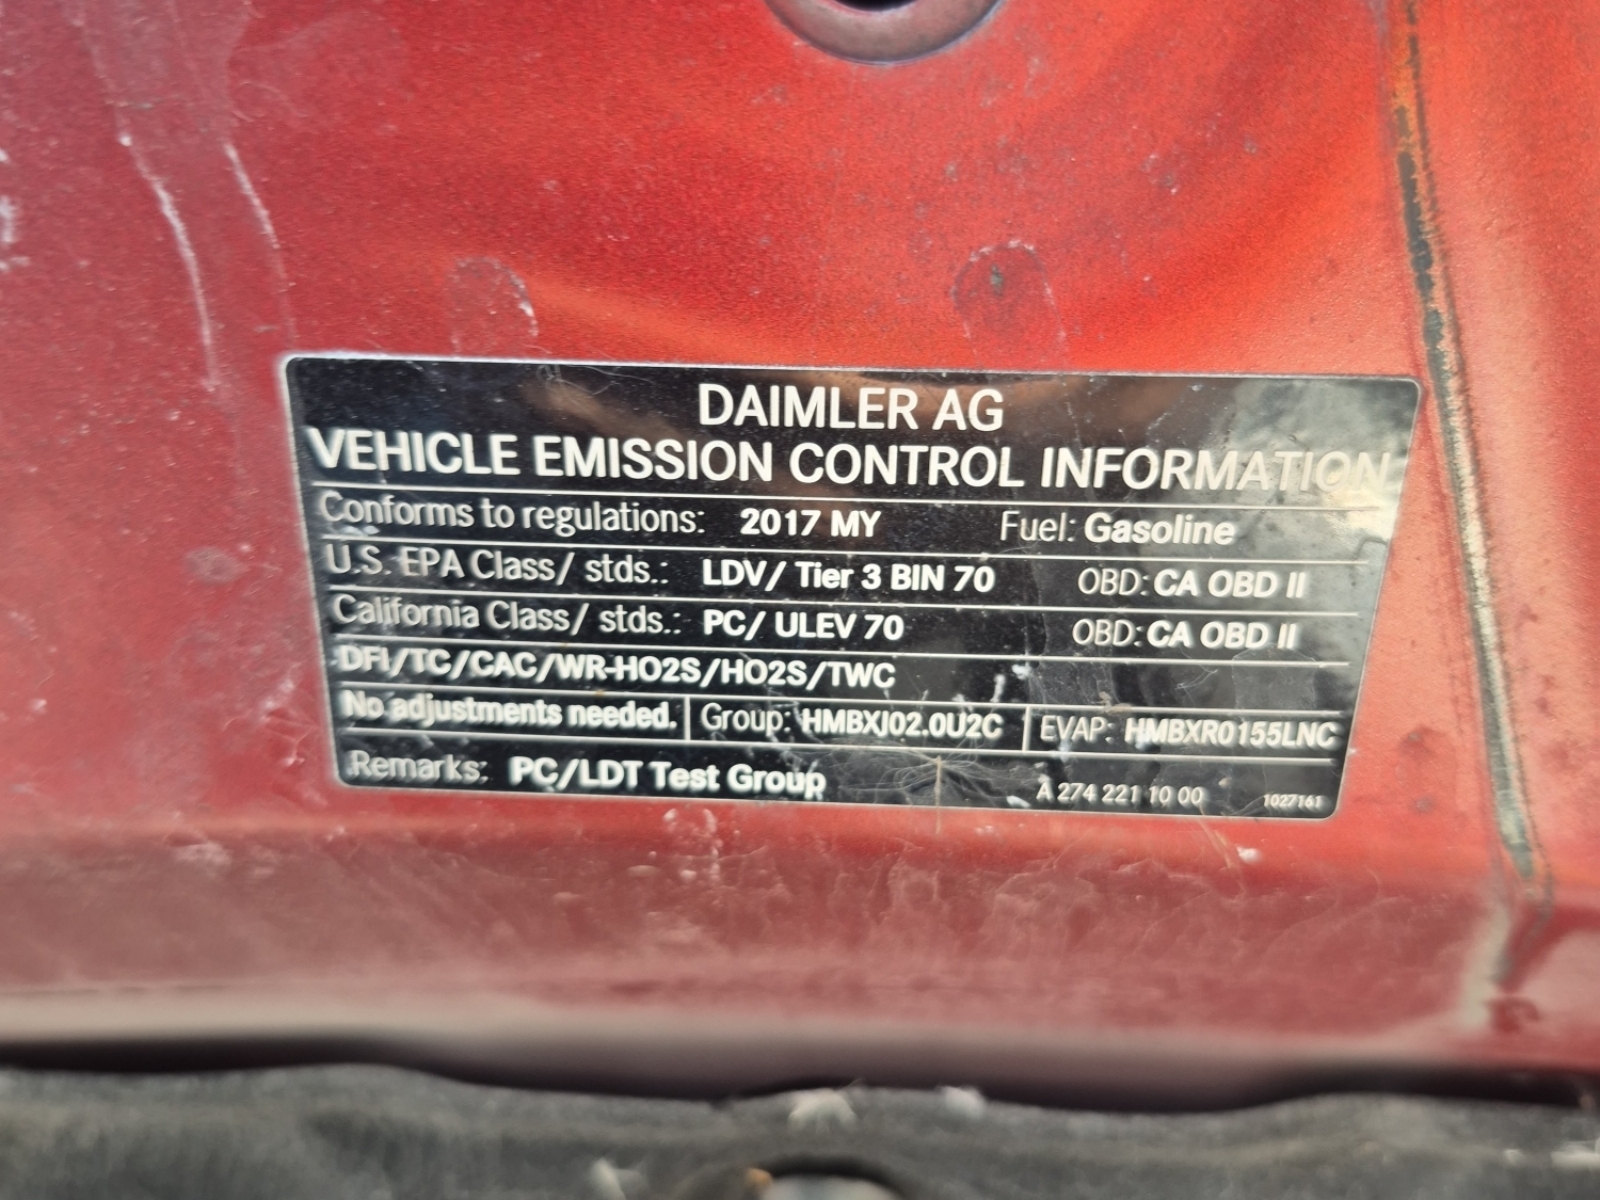 DAIMLER AG
VEHICLE EMISSION CONTROL INFORMATION
Conforms to regulations: 2017 MY Fuel: Gasoline
U.S. EPA Class/ stds.: LDV/ Tier 3 BIN 70 OBD: CA OBD II
California Class/ stds.: PC/ ULEV 70 OBD: CA OBD II
DFI/TC/CAC/WR-HO2S/HO2S/TWC
No adjustments needed. Group: HMBXJ02.0U2C EVAP: HMBXR0155LNC
Remarks: PC/LDT Test Group A 274 221 10 00 1027161